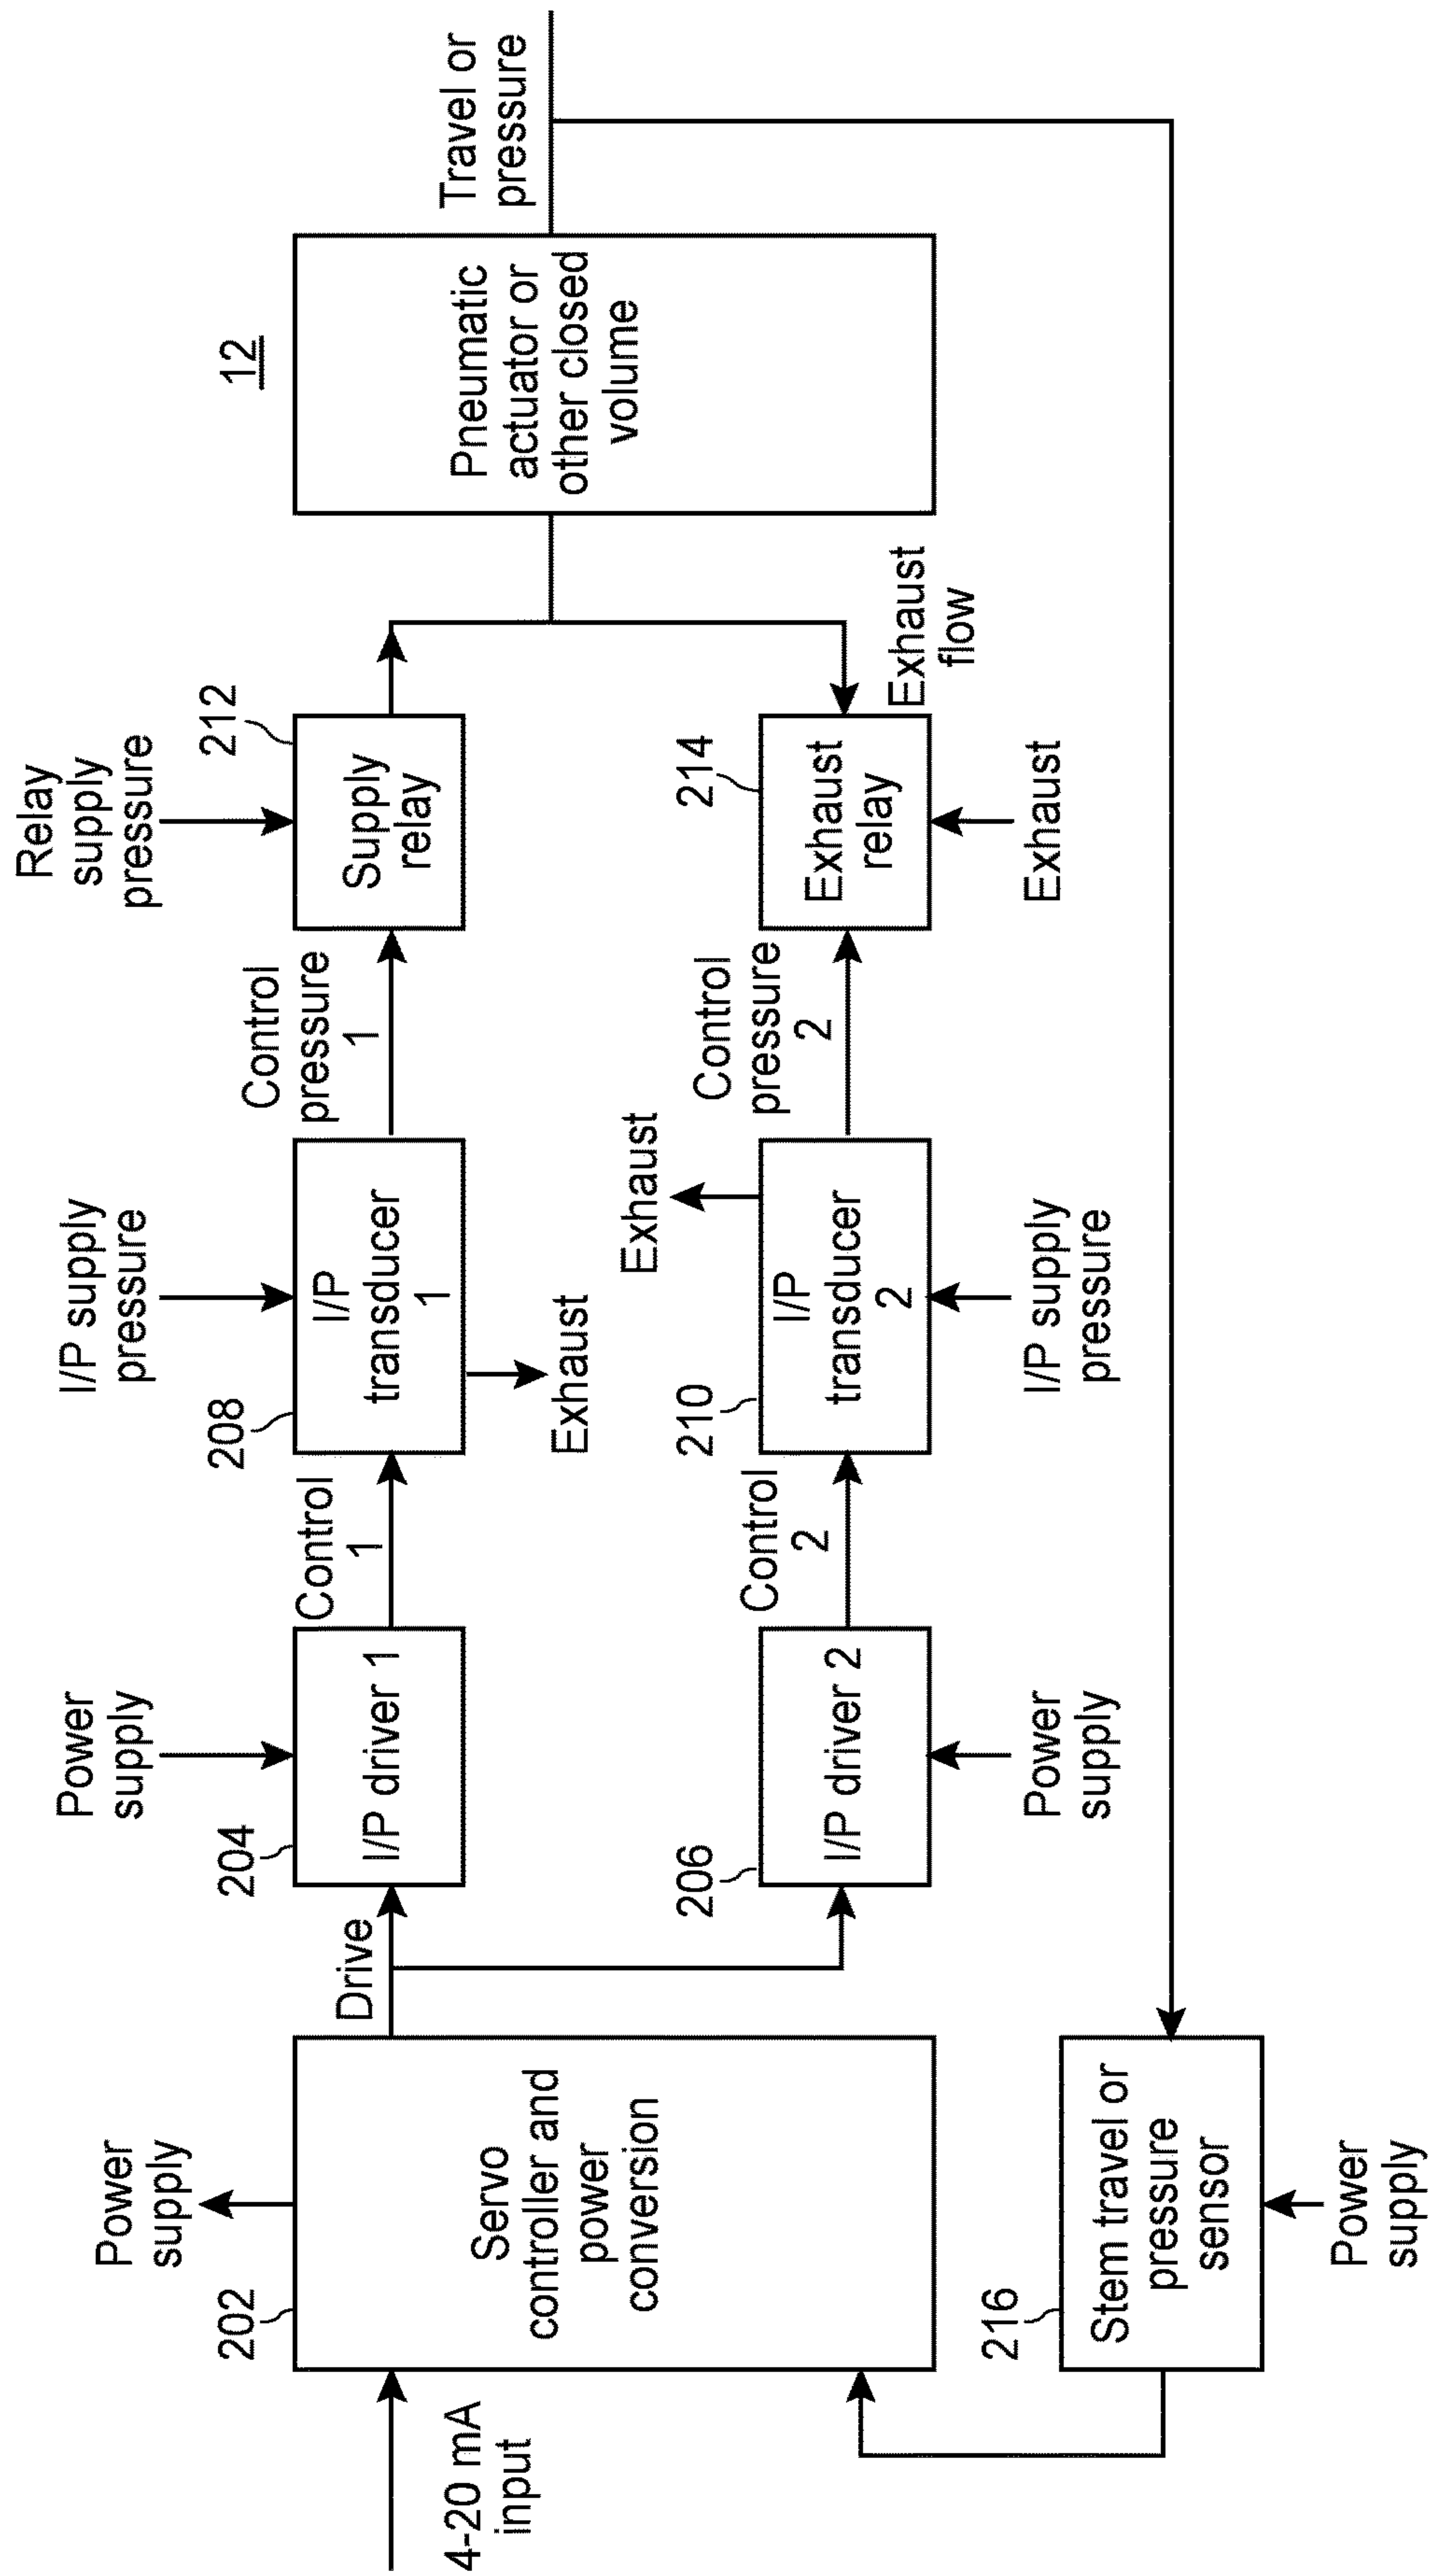 4-20 mA
input
202
Power
supply
Servo
controller and
power
conversion
Drive
204
Power
supply
I/P driver 1
206
I/P driver 2
Power
supply
Control
1
Control
2
208
I/P supply
pressure
I/P
transducer
1
Exhaust
210
Exhaust
I/P
transducer
2
I/P supply
pressure
Control
pressure
1
Control
pressure
2
Relay
supply
pressure
212
Supply
relay
214
Exhaust
relay
Exhaust
Exhaust
flow
12
Pneumatic
actuator or
other closed
volume
Travel or
pressure
216
Stem travel or
pressure
sensor
Power
supply